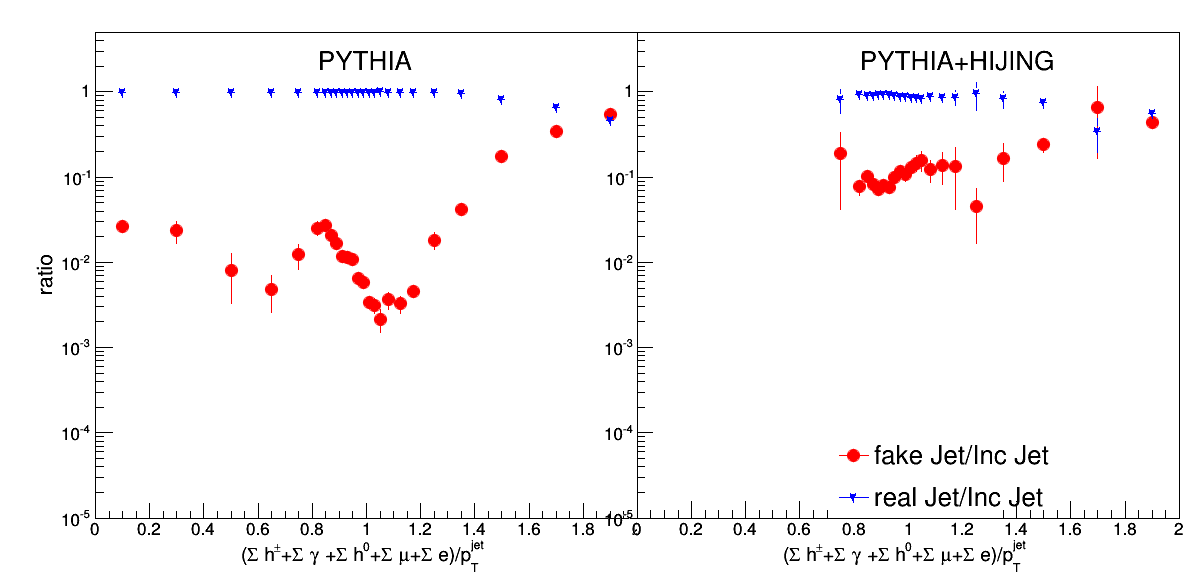 PYTHIA
PYTHIA+HIJING
ratio
1
10⁻¹
10⁻²
10⁻³
10⁻⁴
10⁻⁵
1
10⁻¹
10⁻²
10⁻³
10⁻⁴
10⁻⁵
fake Jet/Inc Jet
real Jet/Inc Jet
0 0.2 0.4 0.6 0.8 1 1.2 1.4 1.6 1.8
0 0.2 0.4 0.6 0.8 1 1.2 1.4 1.6 1.8 2
(Σ h±+Σ γ +Σ h⁰+Σ μ+Σ e)/p_T^jet
(Σ h±+Σ γ +Σ h⁰+Σ μ+Σ e)/p_T^jet